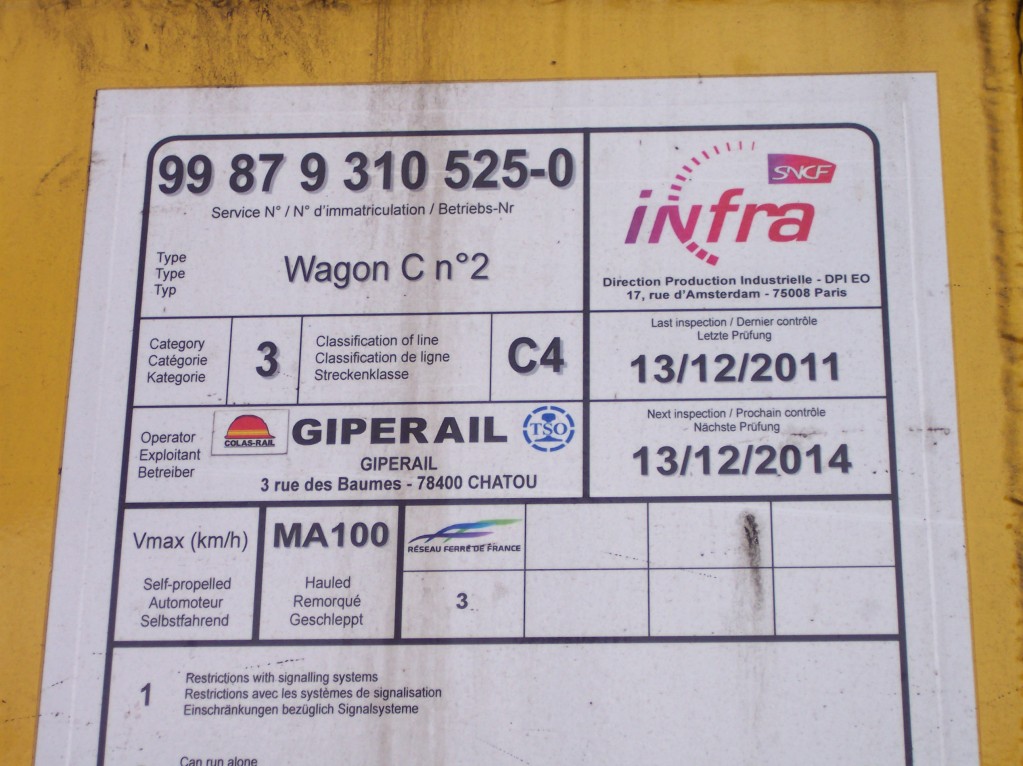 99 87 9 310 525-0
Service N° / N° d'immatriculation / Betriebs-Nr
Type
Type
Typ
Wagon C n°2
SNCF
infra
Direction Production Industrielle - DPI EO
17, rue d'Amsterdam - 75008 Paris
Category
Catégorie
Kategorie
3
Classification of line
Classification de ligne
Streckenklasse
C4
Last inspection / Dernier contrôle
Letzte Prüfung
13/12/2011
Operator
Exploitant
Betreiber
COLAS-RAIL
GIPERAIL
TSO
GIPERAIL
3 rue des Baumes - 78400 CHATOU
Next inspection / Prochain contrôle
Nächste Prüfung
13/12/2014
Vmax (km/h)
Self-propelled
Automoteur
Selbstfahrend
MA100
Hauled
Remorqué
Geschleppt
RÉSEAU FERRÉ DE FRANCE
3
1
Restrictions with signalling systems
Restrictions avec les systèmes de signalisation
Einschränkungen bezüglich Signalsysteme
Can run alone